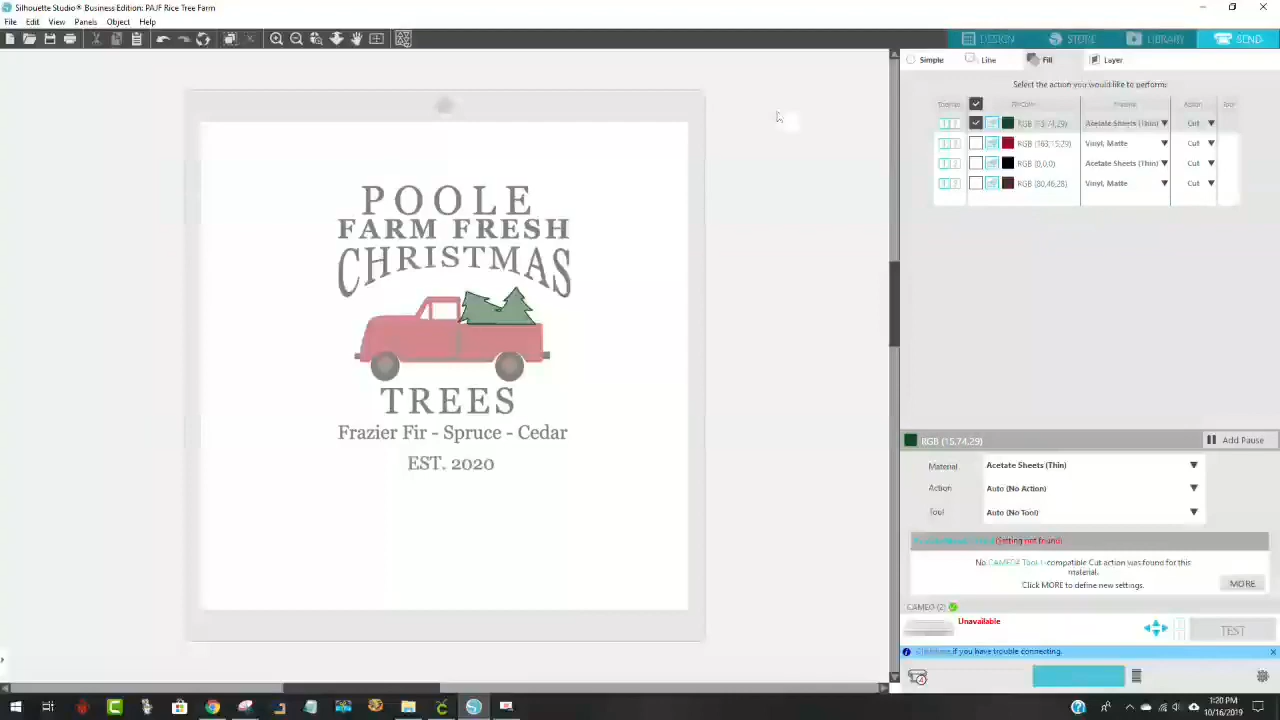 Silhouette Studio® Business Edition: PAJF Rice Tree Farm
File Edit View Panels Object Help
DESIGN STORE LIBRARY SEND
Simple Line Fill Layer
Select the action you would like to perform:
Material Action Tool
RGB (15,74,29) Acetate Sheets (Thin) Cut
RGB (163,15,29) Vinyl, Matte Cut
RGB (0,0,0) Acetate Sheets (Thin) Cut
RGB (80,46,28) Vinyl, Matte Cut
POOLE
FARM FRESH
CHRISTMAS
TREES
Frazier Fir - Spruce - Cedar
EST. 2020
RGB (15,74,29) Add Pause
Material Acetate Sheets (Thin)
Action Auto (No Action)
Tool Auto (No Tool)
(Setting not found)
No CAMEO® Tool 1-compatible Cut action was found for this
material.
Click MORE to define new settings.
MORE
CAMEO (2)
Unavailable
TEST
Click here if you have trouble connecting.
1:20 PM
10/16/2019